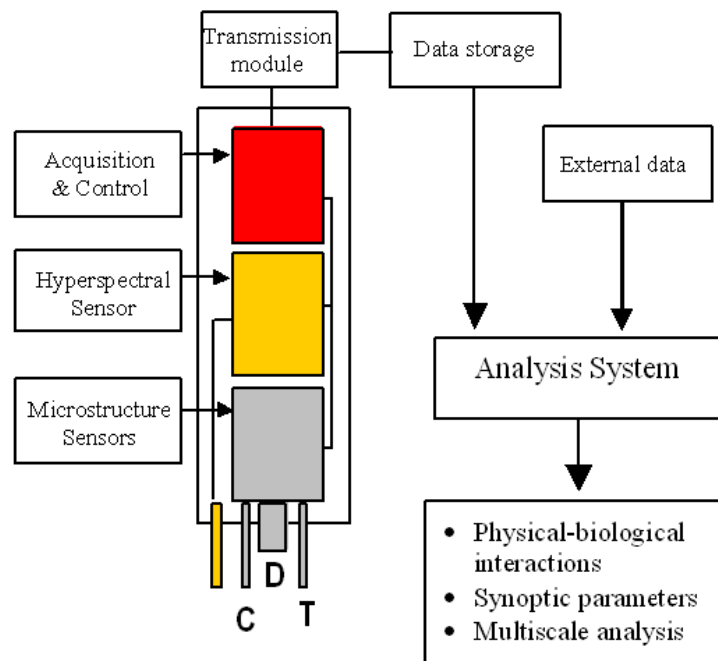 Transmission
module
Data storage
Acquisition
& Control
External data
Hyperspectral
Sensor
Analysis System
Microstructure
Sensors
• Physical-biological
interactions
• Synoptic parameters
• Multiscale analysis
D
C
T